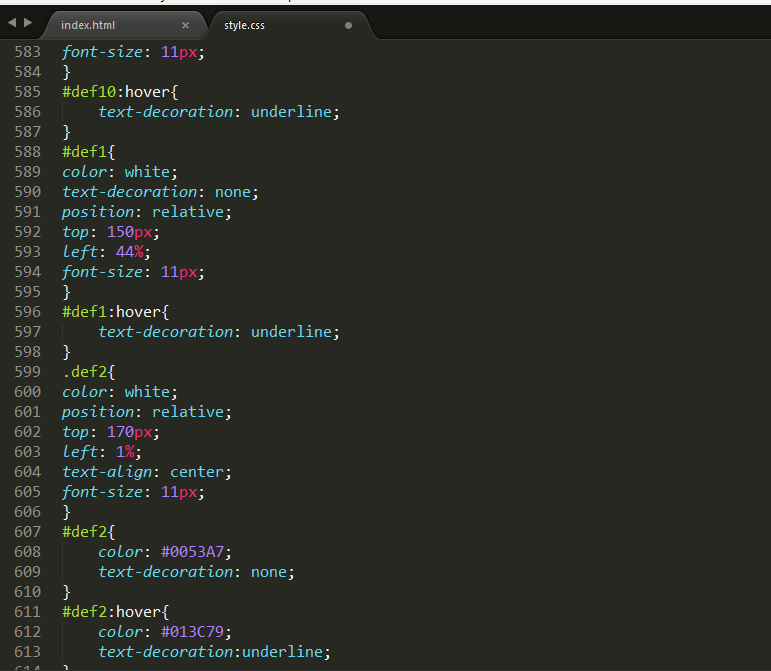 index.html × style.css
583 font-size: 11px;
584 }
585 #def10:hover{
586 text-decoration: underline;
587 }
588 #def1{
589 color: white;
590 text-decoration: none;
591 position: relative;
592 top: 150px;
593 left: 44%;
594 font-size: 11px;
595 }
596 #def1:hover{
597 text-decoration: underline;
598 }
599 .def2{
600 color: white;
601 position: relative;
602 top: 170px;
603 left: 1%;
604 text-align: center;
605 font-size: 11px;
606 }
607 #def2{
608 color: #0053A7;
609 text-decoration: none;
610 }
611 #def2:hover{
612 color: #013C79;
613 text-decoration:underline;
614 }